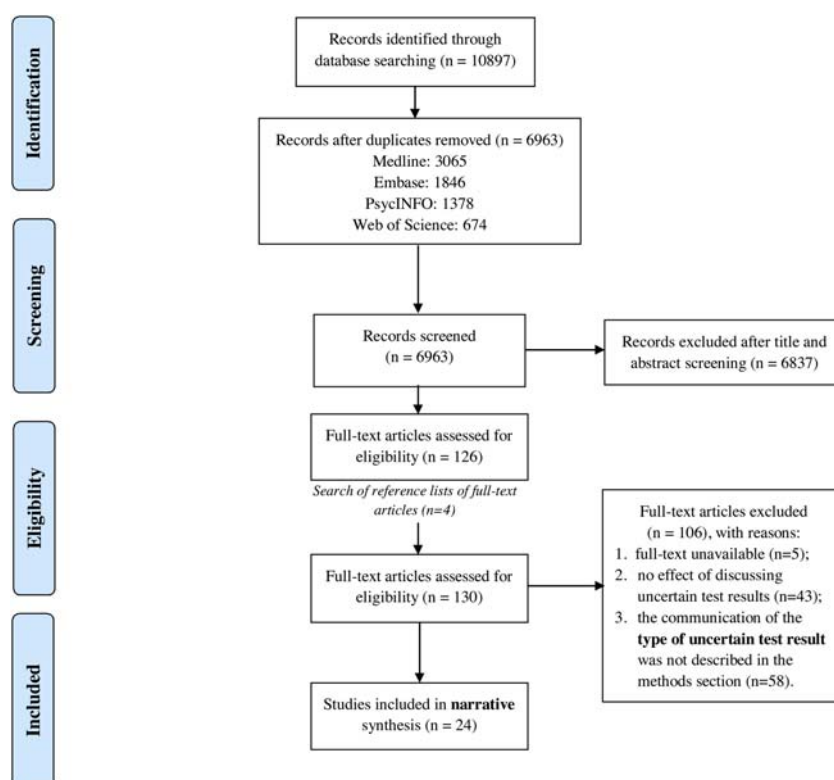 Identification
Records identified through
database searching (n = 10897)
Records after duplicates removed (n = 6963)
Medline: 3065
Embase: 1846
PsycINFO: 1378
Web of Science: 674
Screening
Records screened
(n = 6963)
Records excluded after title and
abstract screening (n = 6837)
Eligibility
Full-text articles assessed for
eligibility (n = 126)
Search of reference lists of full-text
articles (n=4)
Full-text articles assessed for
eligibility (n = 130)
Full-text articles excluded
(n = 106), with reasons:
1. full-text unavailable (n=5);
2. no effect of discussing
uncertain test results (n=43);
3. the communication of the
type of uncertain test result
was not described in the
methods section (n=58).
Included
Studies included in narrative
synthesis (n = 24)